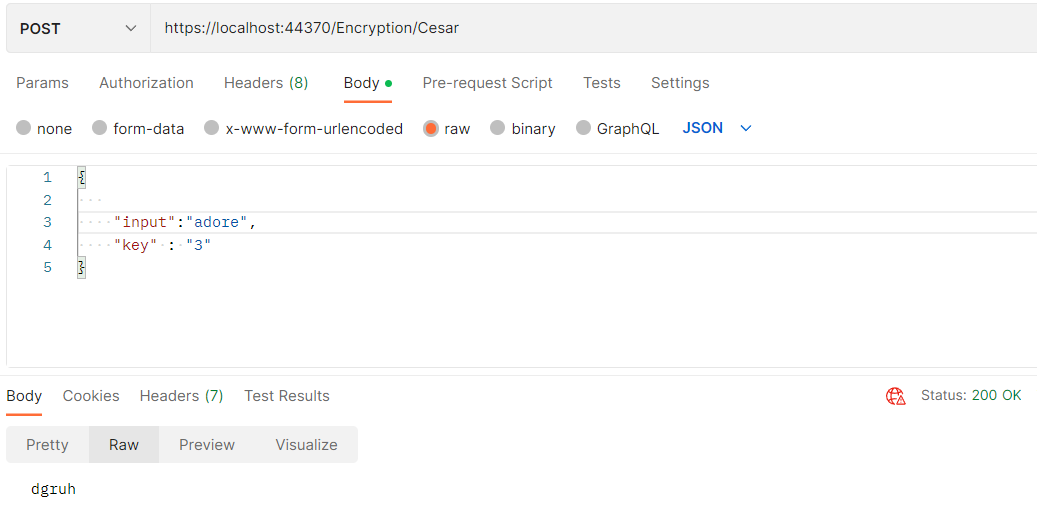 POST https://localhost:44370/Encryption/Cesar
Params Authorization Headers (8) Body Pre-request Script Tests Settings
none form-data x-www-form-urlencoded raw binary GraphQL JSON
1 {
2
3 "input":"adore",
4 "key" : "3"
5 }
Body Cookies Headers (7) Test Results Status: 200 OK
Pretty Raw Preview Visualize
dgruh